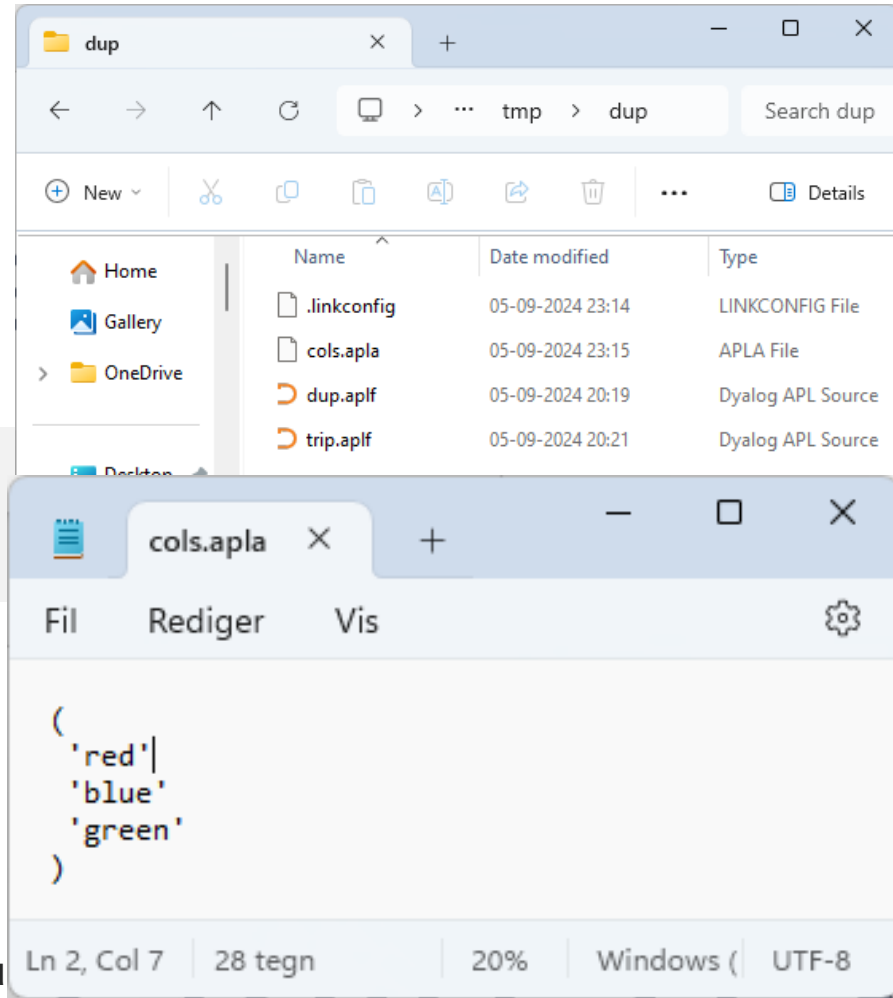 dup
tmp > dup Search dup
New ... Details
Name Date modified Type
Home
Gallery
OneDrive
Desktop
.linkconfig 05-09-2024 23:14 LINKCONFIG File
cols.apla 05-09-2024 23:15 APLA File
dup.aplf 05-09-2024 20:19 Dyalog APL Source
trip.aplf 05-09-2024 20:21 Dyalog APL Source
cols.apla
Fil Rediger Vis
(
'red'
'blue'
'green'
)
Ln 2, Col 7 28 tegn 20% Windows ( UTF-8